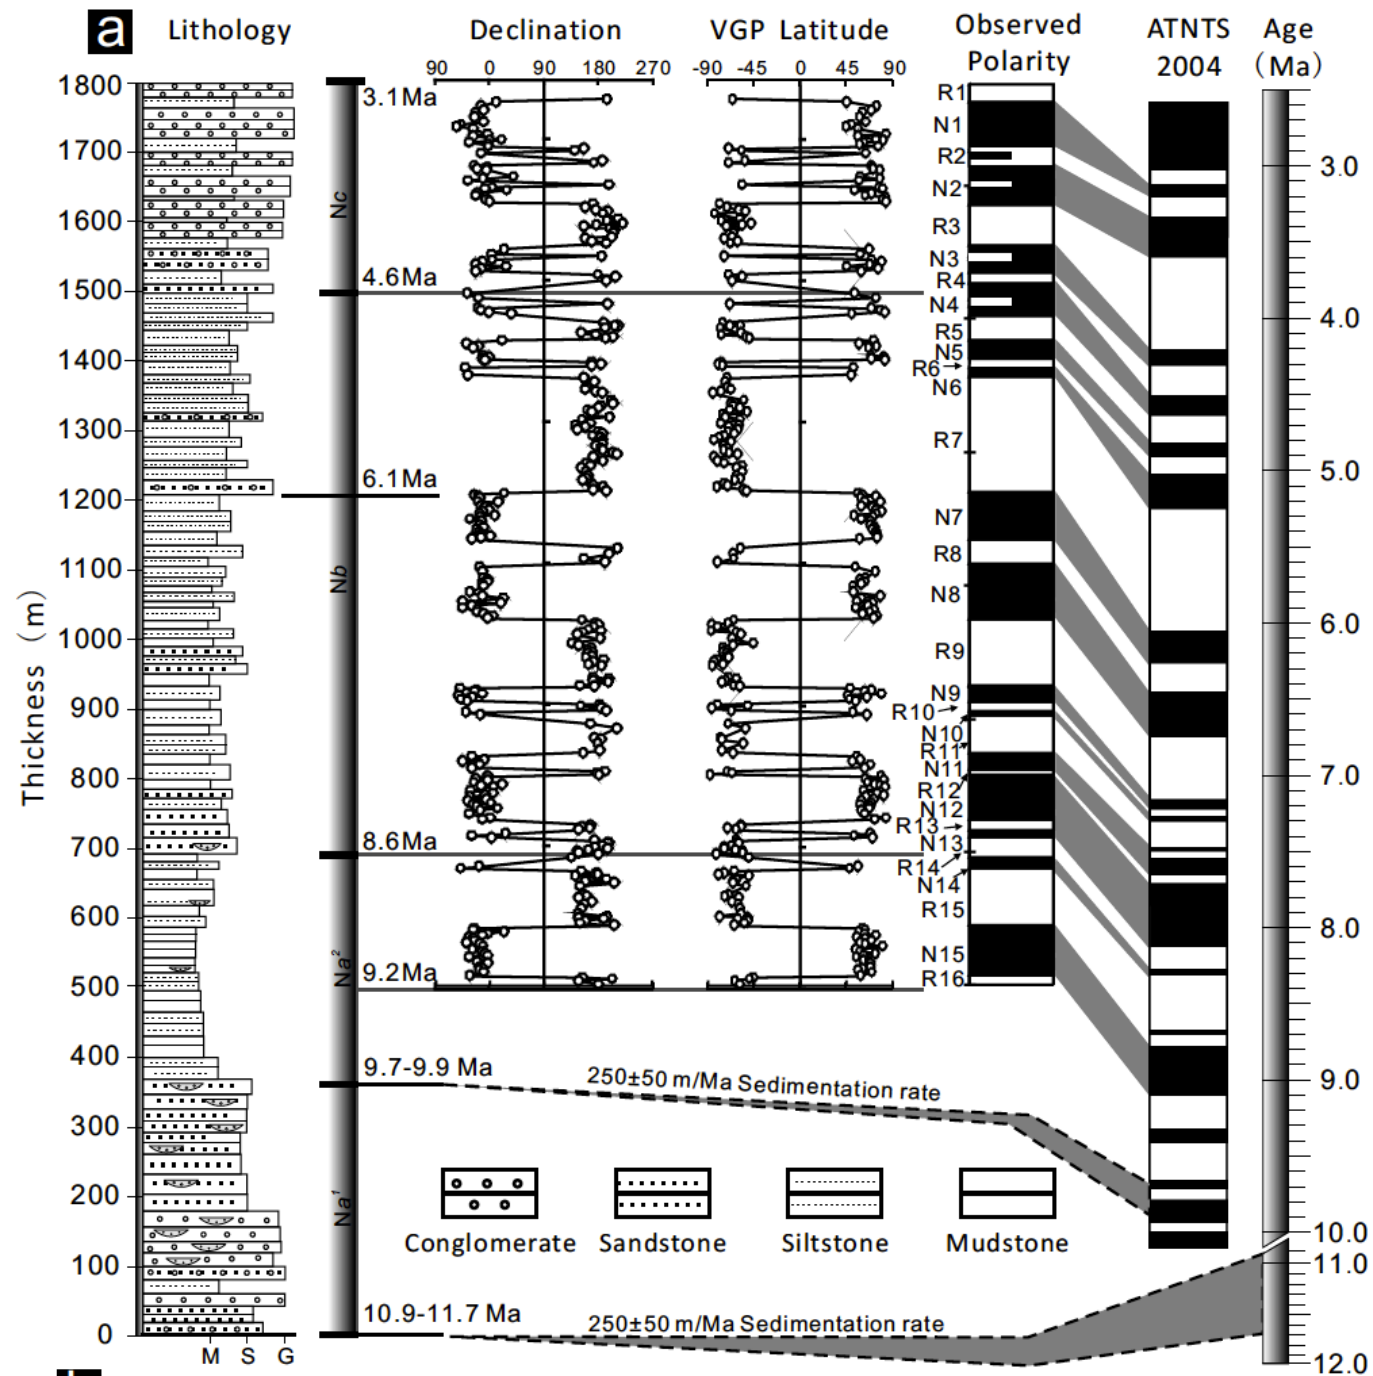 a
Lithology
Declination
VGP Latitude
Observed
Polarity
ATNTS
2004
Age
(Ma)
90 0 90 180 270
-90 -45 0 45 90
Thickness (m)
1800
1700
1600
1500
1400
1300
1200
1100
1000
900
800
700
600
500
400
300
200
100
0
M S G
Nc
Nb
Na²
Na¹
3.1Ma
4.6Ma
6.1Ma
8.6Ma
9.2Ma
9.7-9.9 Ma
10.9-11.7 Ma
250±50 m/Ma Sedimentation rate
250±50 m/Ma Sedimentation rate
Conglomerate
Sandstone
Siltstone
Mudstone
R1
N1
R2
N2
R3
N3
R4
N4
R5
N5
R6
N6
R7
N7
R8
N8
R9
N9
R10
N10
R11
N11
R12
N12
R13
N13
R14
N14
R15
N15
R16
3.0
4.0
5.0
6.0
7.0
8.0
9.0
10.0
11.0
12.0